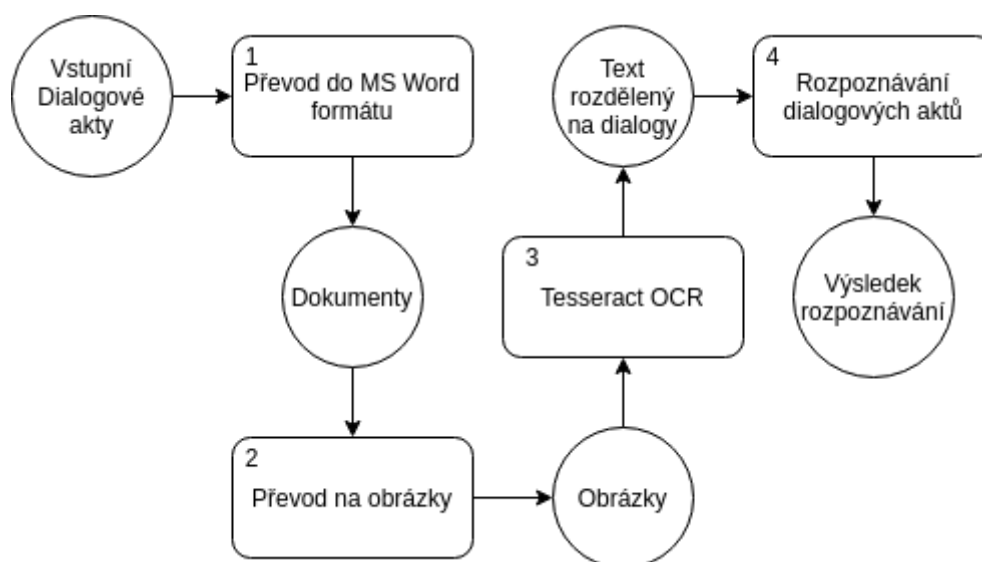 Vstupní
Dialogové
akty
1
Převod do MS Word
formátu
Dokumenty
2
Převod na obrázky
Obrázky
3
Tesseract OCR
Text
rozdělený
na dialogy
4
Rozpoznávání
dialogových aktů
Výsledek
rozpoznávání